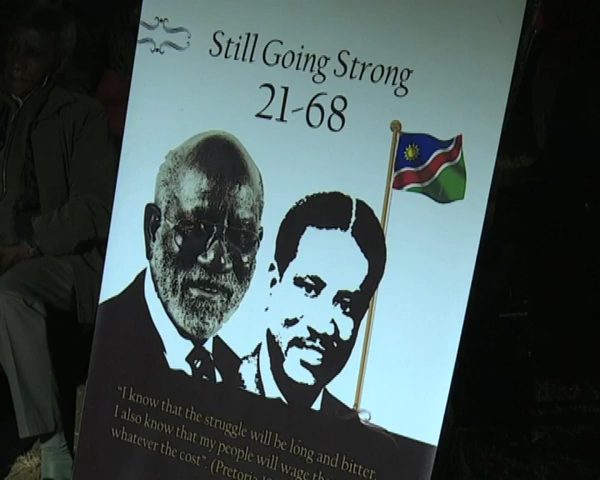 Still Going Strong
21-68
"I know that the struggle will be long and bitter.
I also know that my people will wage
whatever the cost". (Pretoria